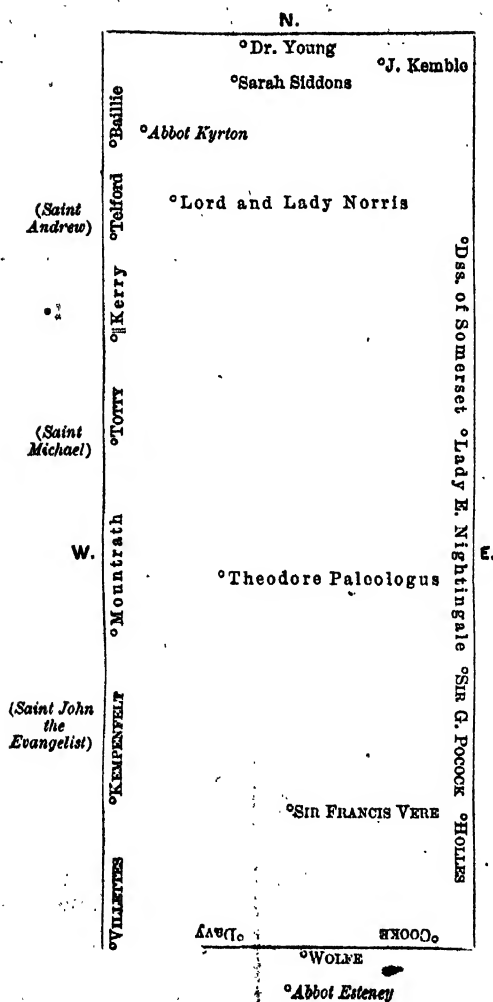 N.
°Dr. Young
°J. Kemble
°Sarah Siddons
°Baillie
°Abbot Kyrton
°Lord and Lady Norris
(Saint
Andrew)
°Telford
°Dss. of Somerset
°Kerry
(Saint
Michael)
°TOTTY
°Lady E. Nightingale
W.
°Mountrath
°Theodore Paleologus
E.
(Saint John
the
Evangelist)
°KEMPENFELT
°SIR G. POCOCK
°SIR FRANCIS VERE
°HOLLES
°VILLETTES
°DAVY
°COOKE
°WOLFE
°Abbot Esteney